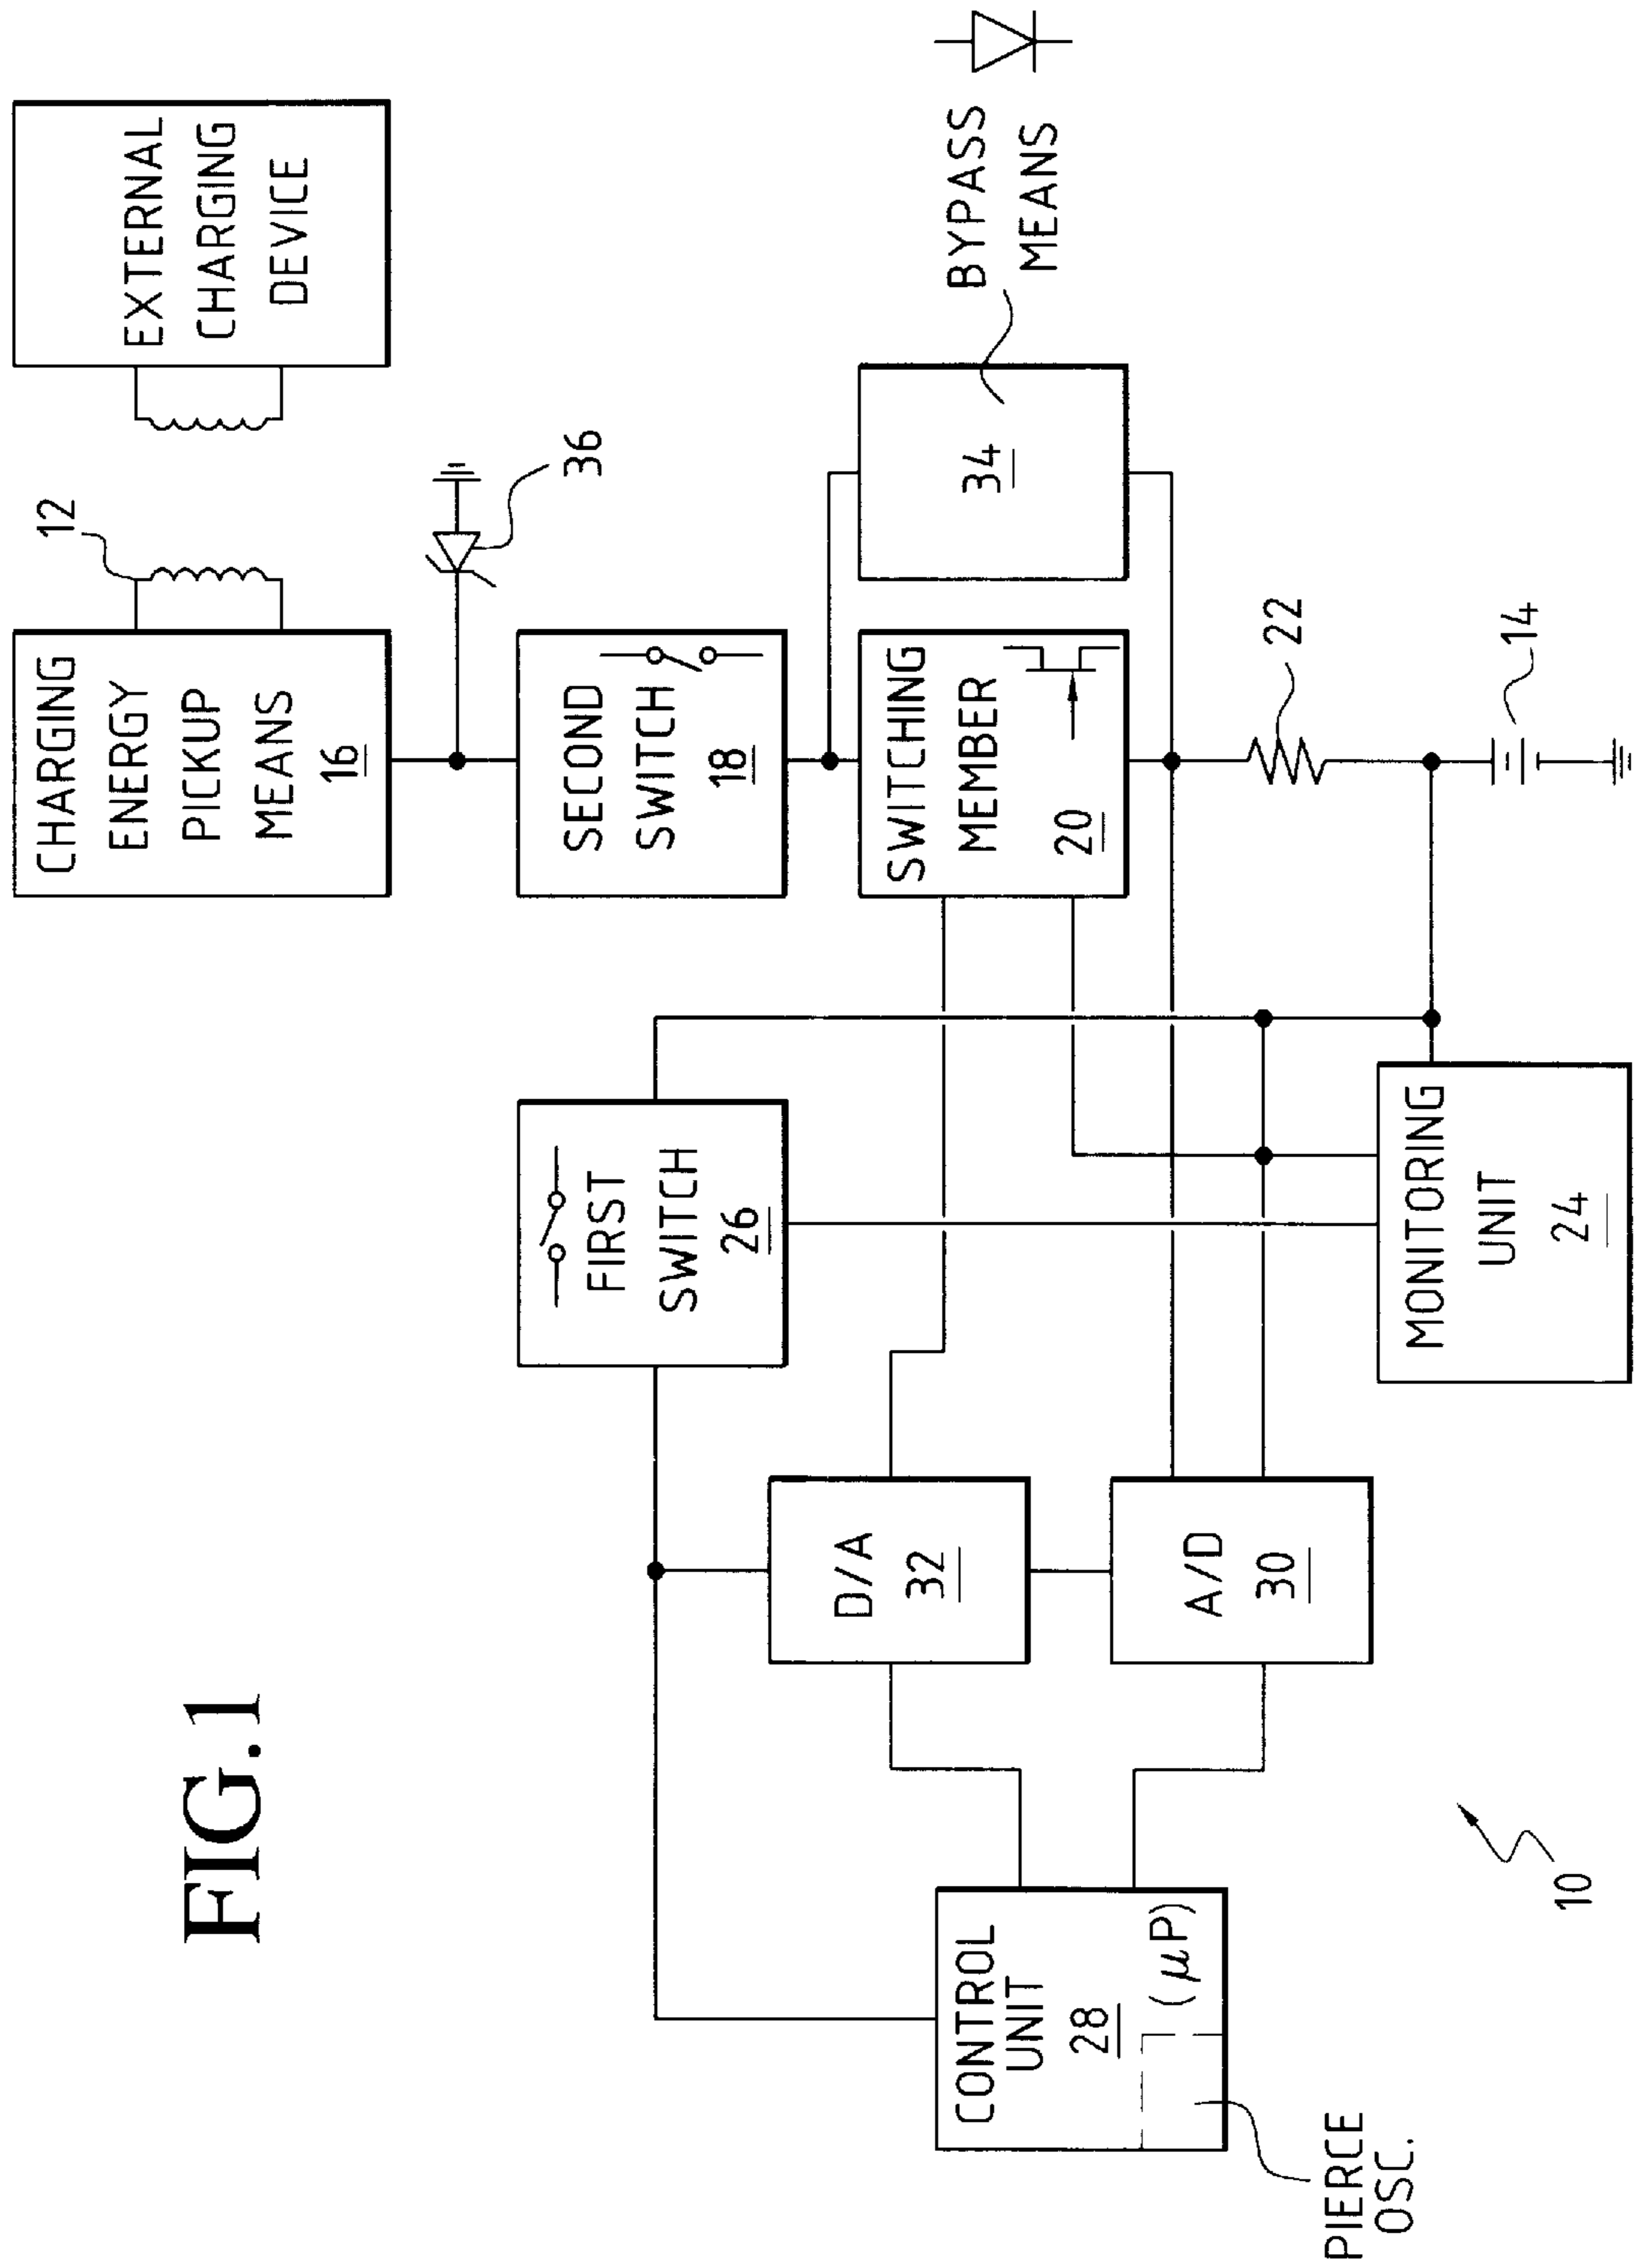 FIG.1
EXTERNAL
CHARGING
DEVICE
12
CHARGING
ENERGY
PICKUP
MEANS
16
36
SECOND
SWITCH
18
BYPASS
MEANS
34
SWITCHING
MEMBER
20
22
14
FIRST
SWITCH
26
MONITORING
UNIT
24
D/A
32
A/D
30
CONTROL
UNIT
28
(μP)
PIERCE
OSC.
10